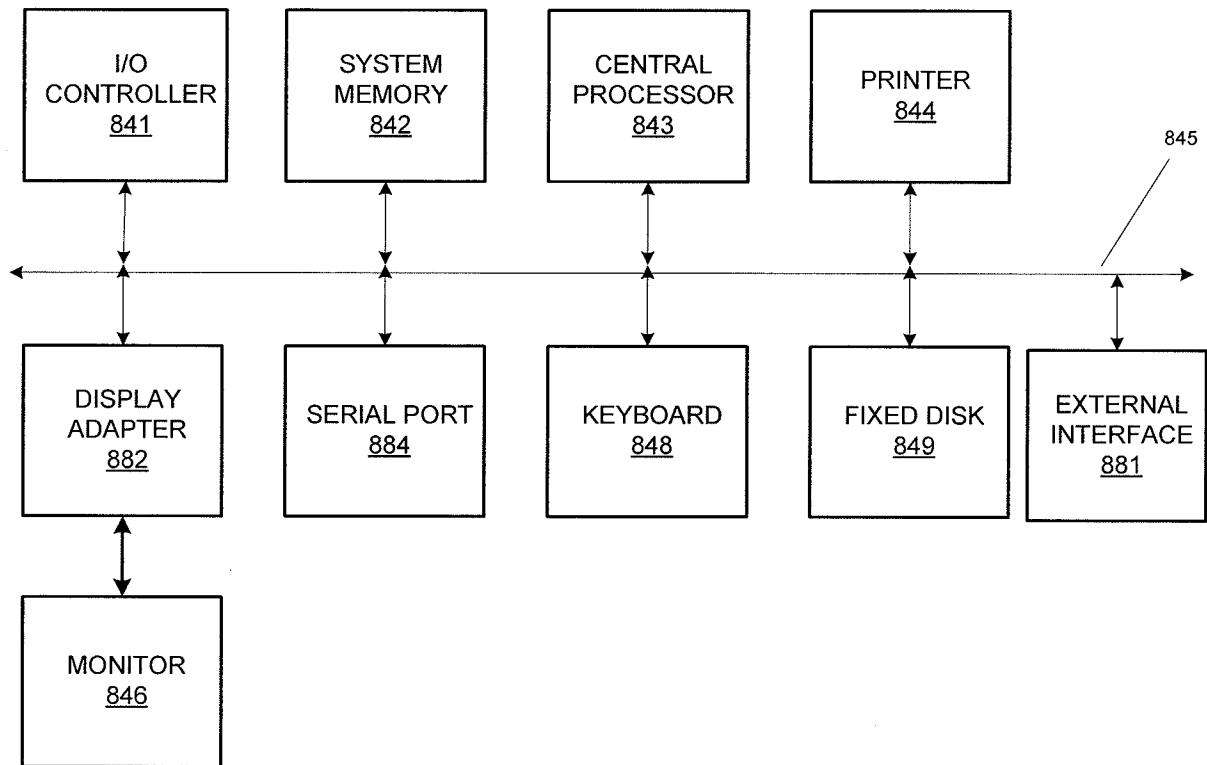 I/O
CONTROLLER
841
SYSTEM
MEMORY
842
CENTRAL
PROCESSOR
843
PRINTER
844
845
DISPLAY
ADAPTER
882
SERIAL PORT
884
KEYBOARD
848
FIXED DISK
849
EXTERNAL
INTERFACE
881
MONITOR
846